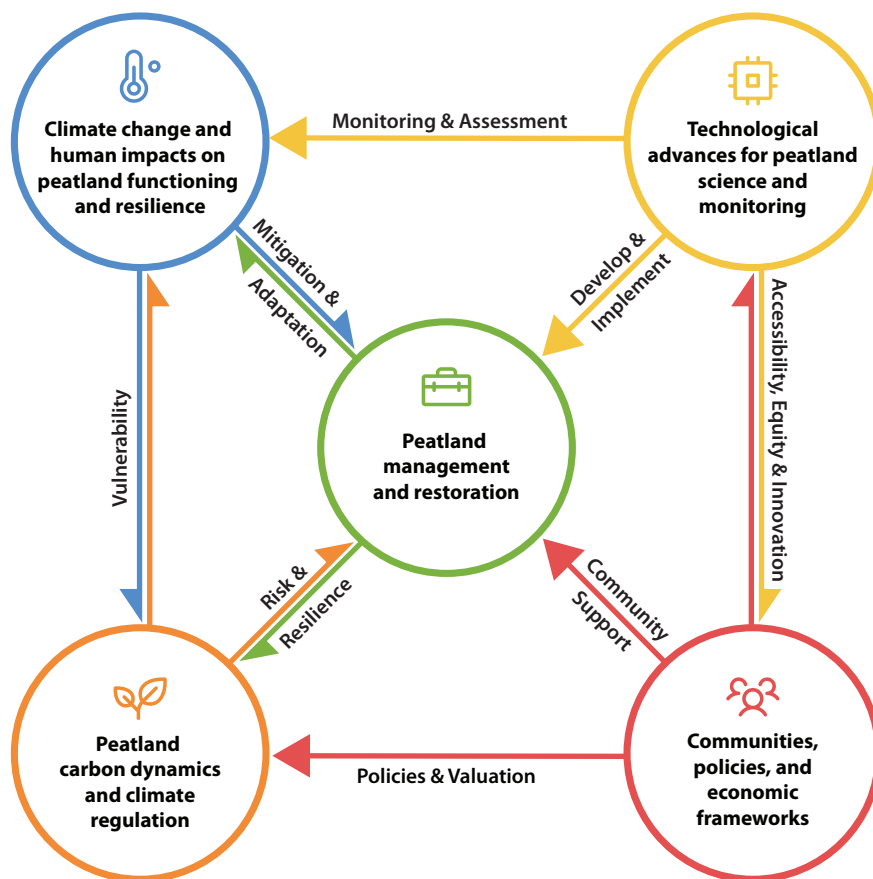 Climate change and
human impacts on
peatland functioning
and resilience
Monitoring & Assessment
Technological
advances for peatland
science and
monitoring
Mitigation &
Adaptation
Develop &
Implement
Vulnerability
Accessibility, Equity & Innovation
Peatland
management
and restoration
Risk &
Resilience
Community
Support
Peatland
carbon dynamics
and climate
regulation
Policies & Valuation
Communities,
policies, and
economic
frameworks